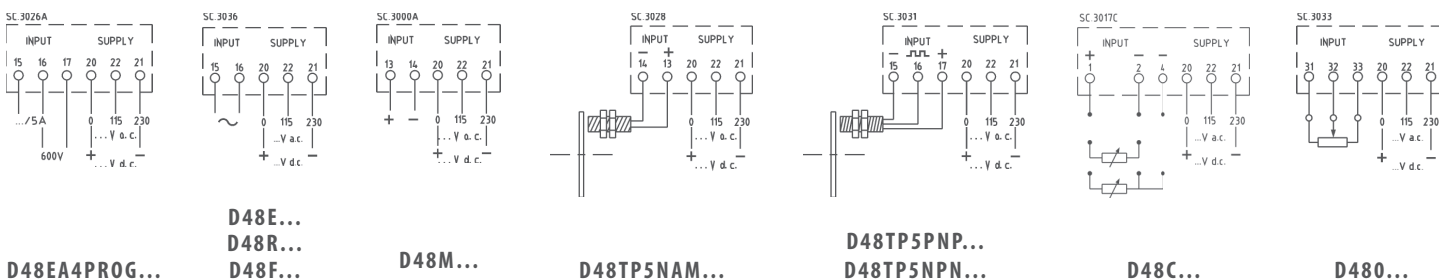 SC.3026A
INPUT SUPPLY
15 16 17 20 22 21
.../5A 0 115 230
...V a.c.
600V
+ ...V d.c. −
D48EA4PROG...
SC.3036
INPUT SUPPLY
15 16 20 22 21
0 115 230
...V a.c.
+ ...V d.c. −
D48E...
D48R...
D48F...
SC.3000A
INPUT SUPPLY
13 14 20 22 21
+ − 0 115 230
...V a.c.
+ ...V d.c. −
D48M...
SC.3028
INPUT SUPPLY
− +
14 13 20 22 21
0 115 230
...V a.c.
+ ...V d.c. −
D48TP5NAM...
SC.3031
INPUT SUPPLY
− +
15 16 17 20 22 21
0 115 230
...V a.c.
+ ...V d.c. −
D48TP5PNP...
D48TP5NPN...
SC.3017C
INPUT SUPPLY
+ − −
1 2 4 20 22 21
0 115 230
...V a.c.
+ ...V d.c. −
D48C...
SC.3033
INPUT SUPPLY
31 32 33 20 22 21
0 115 230
...V a.c.
+ ...V d.c. −
D480...